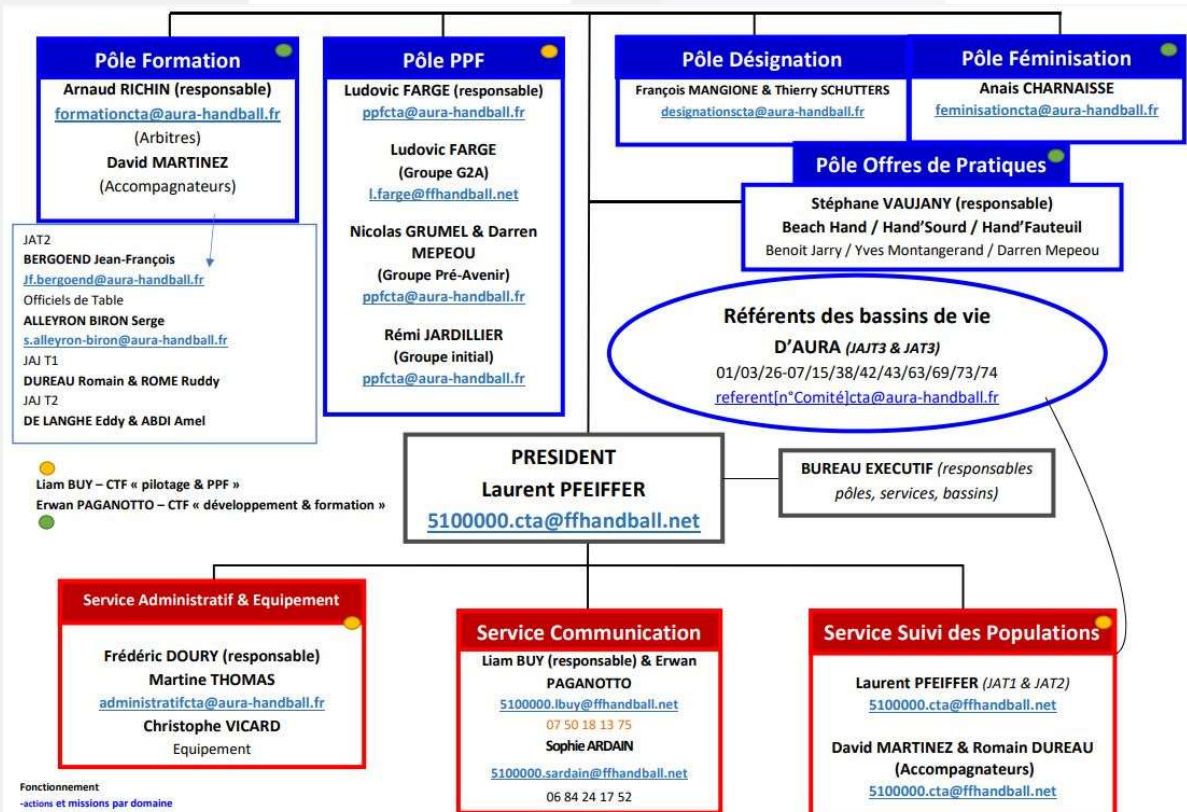 Pôle Formation
Arnaud RICHIN (responsable)
formationcta@aura-handball.fr
(Arbitres)
David MARTINEZ
(Accompagnateurs)
JAT2
BERGOEND Jean-François
Jf.bergoend@aura-handball.fr
Officiels de Table
ALLEYRON BIRON Serge
s.alleyron-biron@aura-handball.fr
JAJ T1
DUREAU Romain & ROME Ruddy
JAJ T2
DE LANGHE Eddy & ABDI Amel
Pôle PPF
Ludovic FARGE (responsable)
ppfcta@aura-handball.fr
Ludovic FARGE
(Groupe G2A)
l.farge@ffhandball.net
Nicolas GRUMEL & Darren
MEPEOU
(Groupe Pré-Avenir)
ppfcta@aura-handball.fr
Rémi JARDILLIER
(Groupe initial)
ppfcta@aura-handball.fr
Pôle Désignation
François MANGIONE & Thierry SCHUTTERS
designationscta@aura-handball.fr
Pôle Féminisation
Anais CHARNAISSE
feminisationcta@aura-handball.fr
Pôle Offres de Pratiques
Stéphane VAUJANY (responsable)
Beach Hand / Hand'Sourd / Hand'Fauteuil
Benoit Jarry / Yves Montangerand / Darren Mepeou
Référents des bassins de vie
D'AURA (JAJT3 & JAT3)
01/03/26-07/15/38/42/43/63/69/73/74
referent[n°Comité]cta@aura-handball.fr
Liam BUY – CTF « pilotage & PPF »
Erwan PAGANOTTO – CTF « développement & formation »
PRESIDENT
Laurent PFEIFFER
5100000.cta@ffhandball.net
BUREAU EXECUTIF (responsables
pôles, services, bassins)
Service Administratif & Equipement
Frédéric DOURY (responsable)
Martine THOMAS
administratifcta@aura-handball.fr
Christophe VICARD
Equipement
Service Communication
Liam BUY (responsable) & Erwan
PAGANOTTO
5100000.lbuy@ffhandball.net
07 50 18 13 75
Sophie ARDAIN
5100000.sardain@ffhandball.net
06 84 24 17 52
Service Suivi des Populations
Laurent PFEIFFER (JAT1 & JAT2)
5100000.cta@ffhandball.net
David MARTINEZ & Romain DUREAU
(Accompagnateurs)
5100000.cta@ffhandball.net
Fonctionnement
-actions et missions par domaine